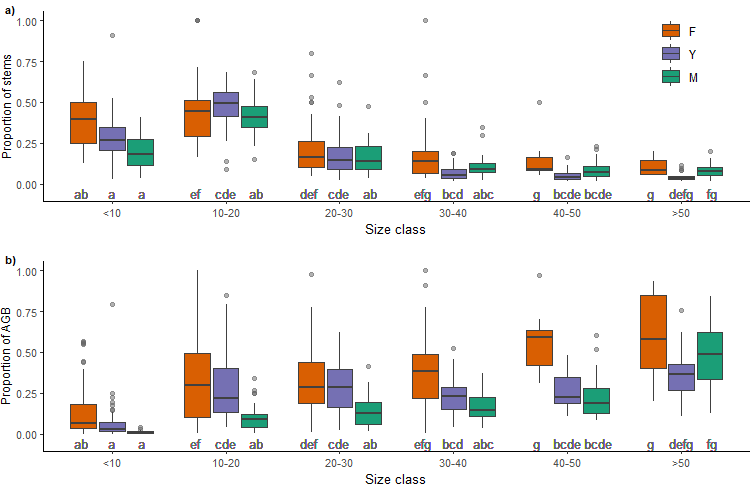 a)
Proportion of stems
1.00
0.75
0.50
0.25
0.00
F
Y
M
ab a a ef cde ab def cde ab efg bcd abc g bcde bcde g defg fg
<10 10-20 20-30 30-40 40-50 >50
Size class
b)
Proportion of AGB
1.00
0.75
0.50
0.25
0.00
ab a a ef cde ab def cde ab efg bcd abc g bcde bcde g defg fg
<10 10-20 20-30 30-40 40-50 >50
Size class